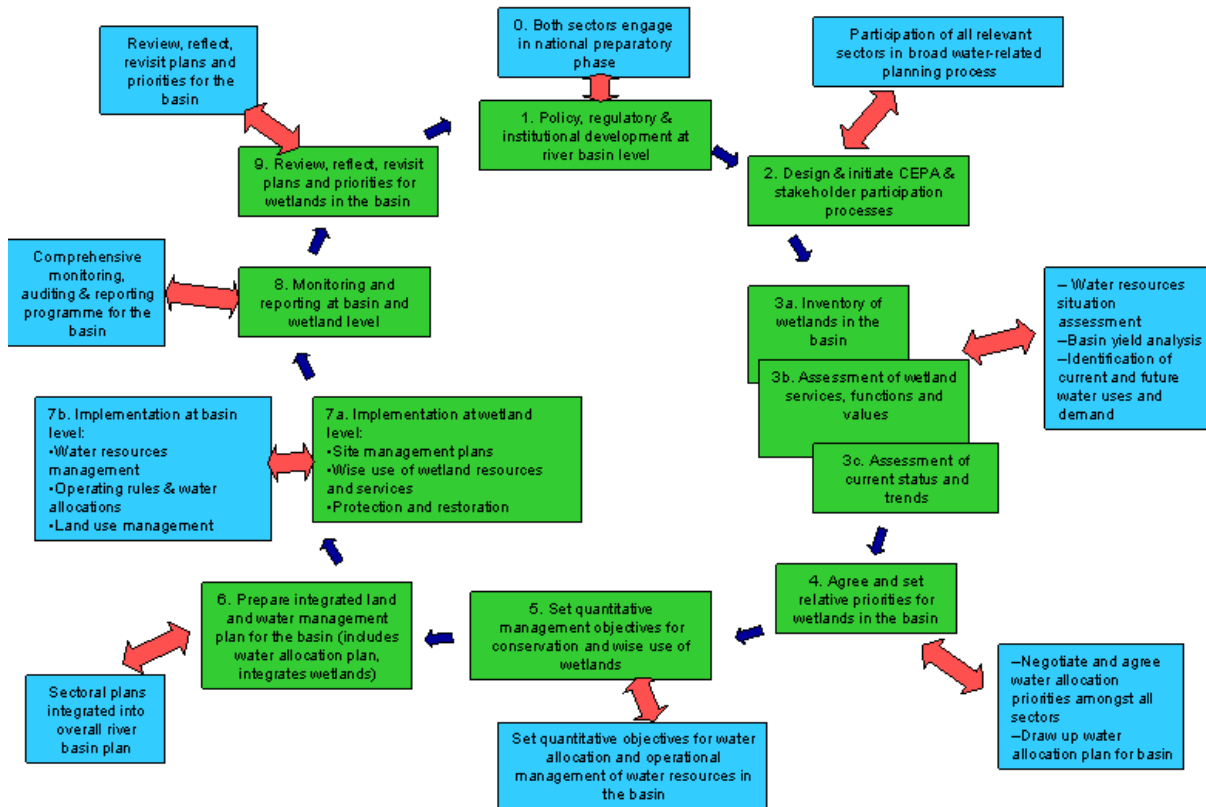 0. Both sectors engage
in national preparatory
phase
1. Policy, regulatory &
institutional development at
river basin level
Participation of all relevant
sectors in broad water-related
planning process
2. Design & initiate CEPA &
stakeholder participation
processes
3a. Inventory of
wetlands in the
basin
3b. Assessment of wetland
services, functions and
values
3c. Assessment of
current status and
trends
– Water resources
situation
assessment
–Basin yield analysis
–Identification of
current and future
water uses and
demand
4. Agree and set
relative priorities for
wetlands in the basin
–Negotiate and agree
water allocation
priorities amongst all
sectors
–Draw up water
allocation plan for basin
5. Set quantitative
management objectives for
conservation and wise use of
wetlands
Set quantitative objectives for water
allocation and operational
management of water resources in
the basin
6. Prepare integrated land
and water management
plan for the basin (includes
water allocation plan,
integrates wetlands)
Sectoral plans
integrated into
overall river
basin plan
7a. Implementation at wetland
level:
•Site management plans
•Wise use of wetland resources
and services
•Protection and restoration
7b. Implementation at basin
level:
•Water resources
management
•Operating rules & water
allocations
•Land use management
8. Monitoring and
reporting at basin and
wetland level
Comprehensive
monitoring,
auditing & reporting
programme for the
basin
9. Review, reflect, revisit
plans and priorities for
wetlands in the basin
Review, reflect,
revisit plans and
priorities for the
basin